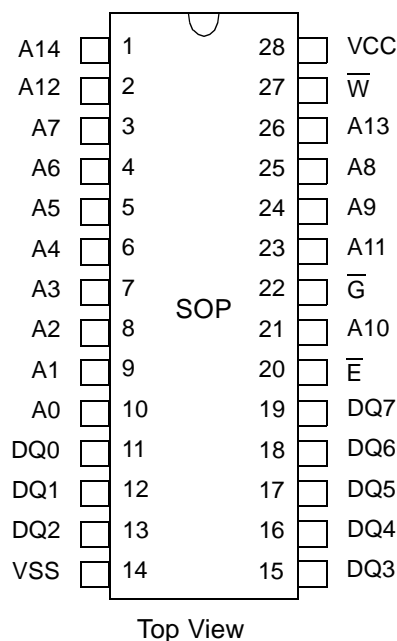 A14 1 28 VCC
A12 2 27 W̅
A7 3 26 A13
A6 4 25 A8
A5 5 24 A9
A4 6 23 A11
A3 7 22 G̅
A2 8 SOP 21 A10
A1 9 20 E̅
A0 10 19 DQ7
DQ0 11 18 DQ6
DQ1 12 17 DQ5
DQ2 13 16 DQ4
VSS 14 15 DQ3
Top View